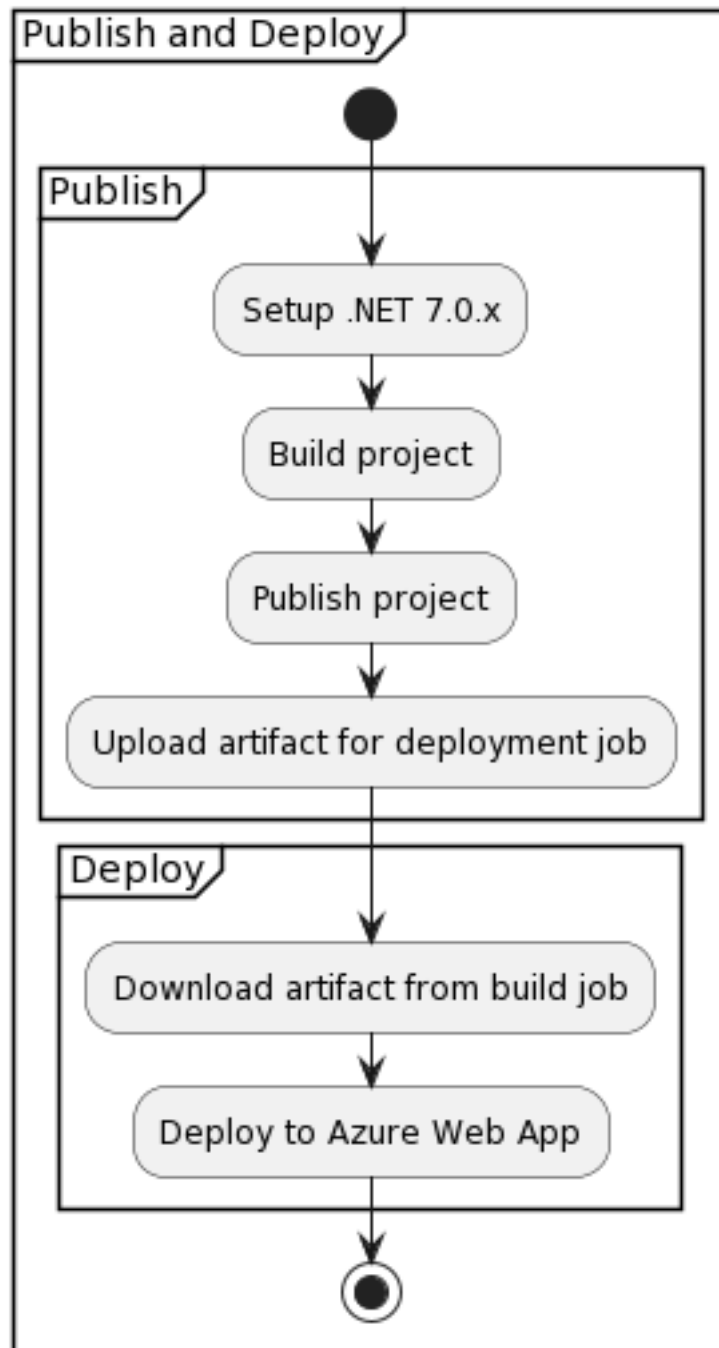 Publish and Deploy
Publish
Setup .NET 7.0.x
Build project
Publish project
Upload artifact for deployment job
Deploy
Download artifact from build job
Deploy to Azure Web App